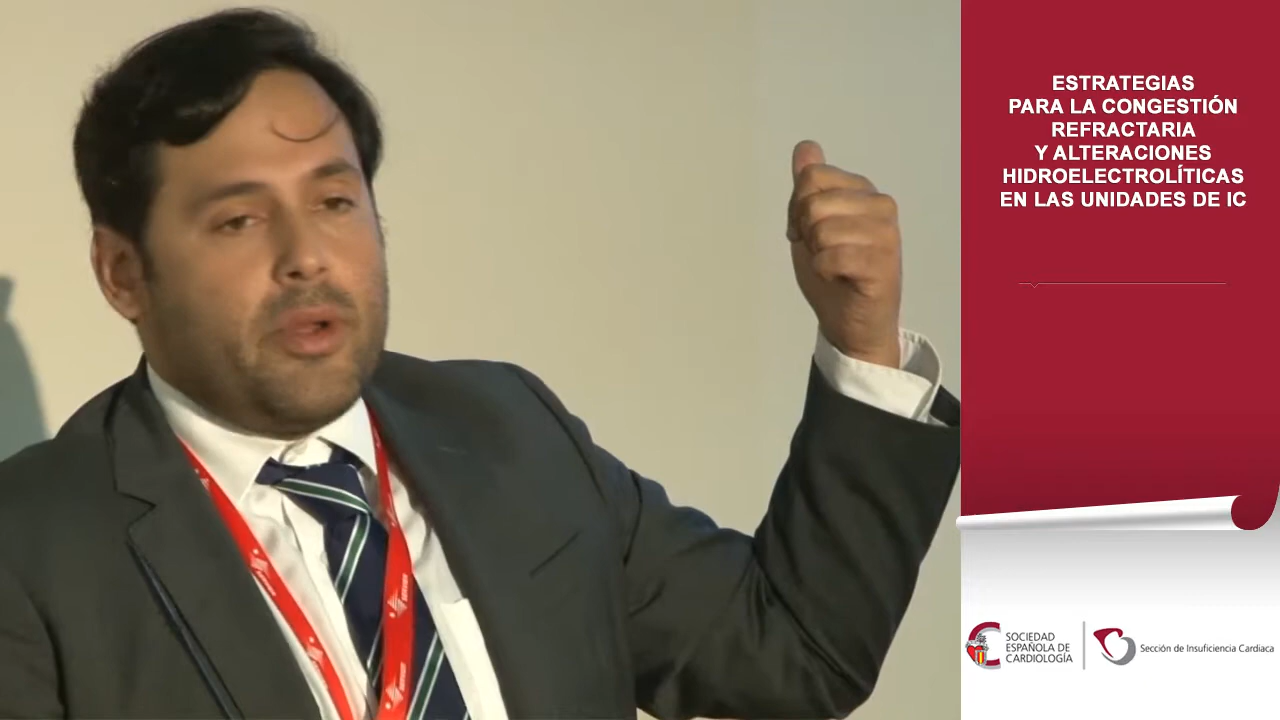 ESTRATEGIAS
PARA LA CONGESTIÓN
REFRACTARIA
Y ALTERACIONES
HIDROELECTROLÍTICAS
EN LAS UNIDADES DE IC
SOCIEDAD
ESPAÑOLA DE
CARDIOLOGÍA
Sección de Insuficiencia Cardiaca